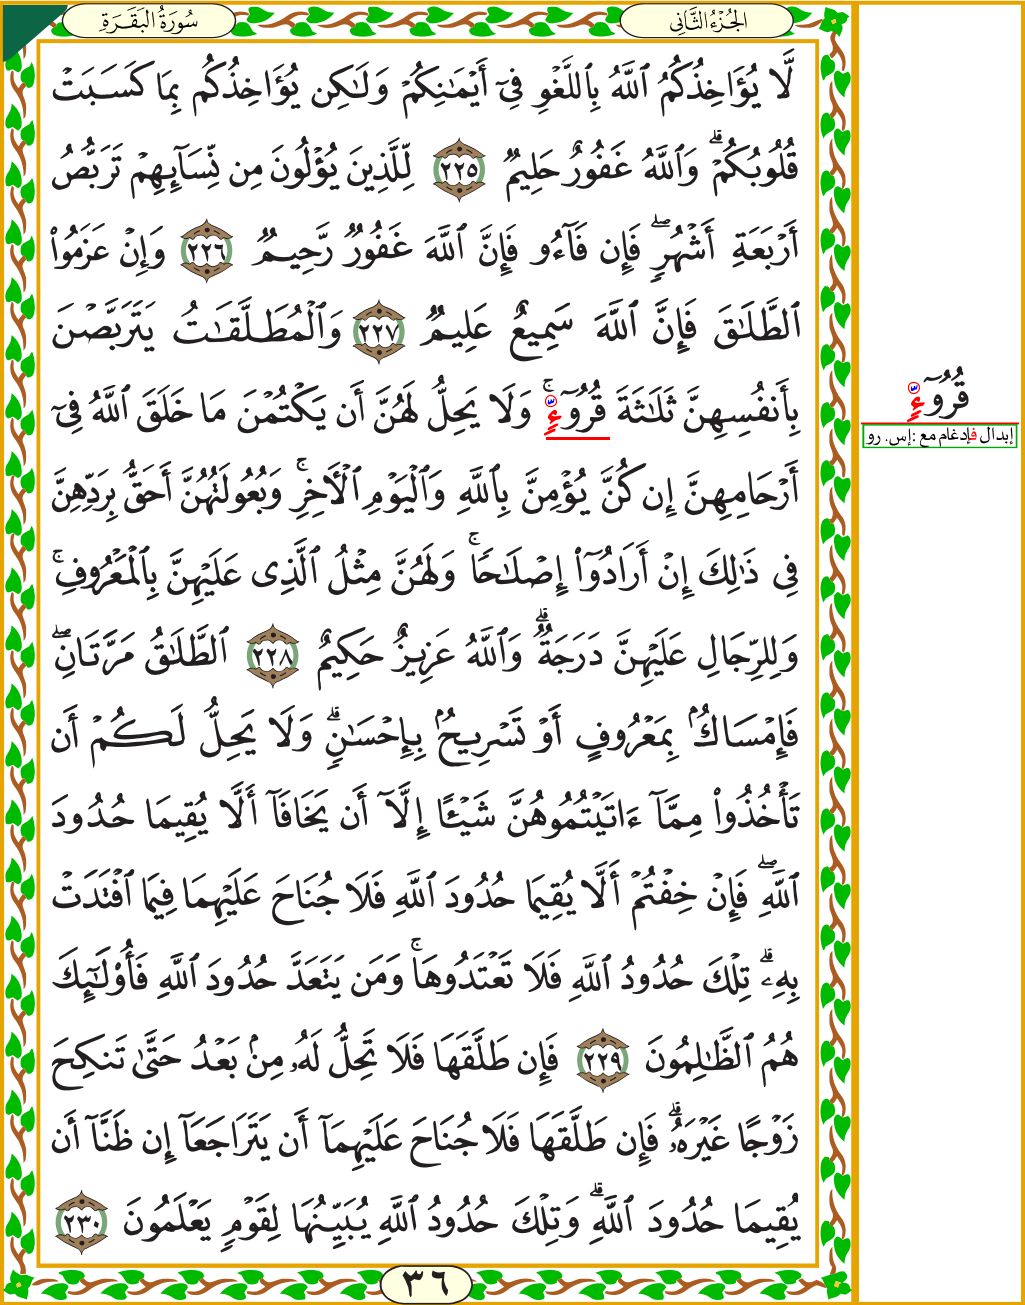 الجُزْءُ الثَّانِي
سُورَةُ البَقَرَةِ
لَّا يُؤَاخِذُكُمُ ٱللَّهُ بِٱللَّغْوِ فِىٓ أَيْمَٰنِكُمْ وَلَٰكِن يُؤَاخِذُكُم بِمَا كَسَبَتْ
قُلُوبُكُمْ ۗ وَٱللَّهُ غَفُورٌ حَلِيمٌ ٢٢٥ لِّلَّذِينَ يُؤْلُونَ مِن نِّسَآئِهِمْ تَرَبُّصُ
أَرْبَعَةِ أَشْهُرٍ ۖ فَإِن فَآءُو فَإِنَّ ٱللَّهَ غَفُورٌ رَّحِيمٌ ٢٢٦ وَإِنْ عَزَمُوا۟
ٱلطَّلَٰقَ فَإِنَّ ٱللَّهَ سَمِيعٌ عَلِيمٌ ٢٢٧ وَٱلْمُطَلَّقَٰتُ يَتَرَبَّصْنَ
بِأَنفُسِهِنَّ ثَلَٰثَةَ قُرُوٓءٍ ۚ وَلَا يَحِلُّ لَهُنَّ أَن يَكْتُمْنَ مَا خَلَقَ ٱللَّهُ فِىٓ
أَرْحَامِهِنَّ إِن كُنَّ يُؤْمِنَّ بِٱللَّهِ وَٱلْيَوْمِ ٱلْءَاخِرِ ۚ وَبُعُولَتُهُنَّ أَحَقُّ بِرَدِّهِنَّ
فِى ذَٰلِكَ إِنْ أَرَادُوٓا۟ إِصْلَٰحًا ۚ وَلَهُنَّ مِثْلُ ٱلَّذِى عَلَيْهِنَّ بِٱلْمَعْرُوفِ ۚ
وَلِلرِّجَالِ عَلَيْهِنَّ دَرَجَةٌ ۗ وَٱللَّهُ عَزِيزٌ حَكِيمٌ ٢٢٨ ٱلطَّلَٰقُ مَرَّتَانِ ۖ
فَإِمْسَاكٌۢ بِمَعْرُوفٍ أَوْ تَسْرِيحٌۢ بِإِحْسَٰنٍ ۗ وَلَا يَحِلُّ لَكُمْ أَن
تَأْخُذُوا۟ مِمَّآ ءَاتَيْتُمُوهُنَّ شَيْـًٔا إِلَّآ أَن يَخَافَآ أَلَّا يُقِيمَا حُدُودَ
ٱللَّهِ ۖ فَإِنْ خِفْتُمْ أَلَّا يُقِيمَا حُدُودَ ٱللَّهِ فَلَا جُنَاحَ عَلَيْهِمَا فِيمَا ٱفْتَدَتْ
بِهِۦ ۗ تِلْكَ حُدُودُ ٱللَّهِ فَلَا تَعْتَدُوهَا ۚ وَمَن يَتَعَدَّ حُدُودَ ٱللَّهِ فَأُو۟لَٰٓئِكَ
هُمُ ٱلظَّٰلِمُونَ ٢٢٩ فَإِن طَلَّقَهَا فَلَا تَحِلُّ لَهُۥ مِنۢ بَعْدُ حَتَّىٰ تَنكِحَ
زَوْجًا غَيْرَهُۥ ۗ فَإِن طَلَّقَهَا فَلَا جُنَاحَ عَلَيْهِمَآ أَن يَتَرَاجَعَآ إِن ظَنَّآ أَن
يُقِيمَا حُدُودَ ٱللَّهِ ۗ وَتِلْكَ حُدُودُ ٱللَّهِ يُبَيِّنُهَا لِقَوْمٍ يَعْلَمُونَ ٢٣٠
٣٦
قُرُوٓءٍ
إبدال فإدغام مع :إس. رو